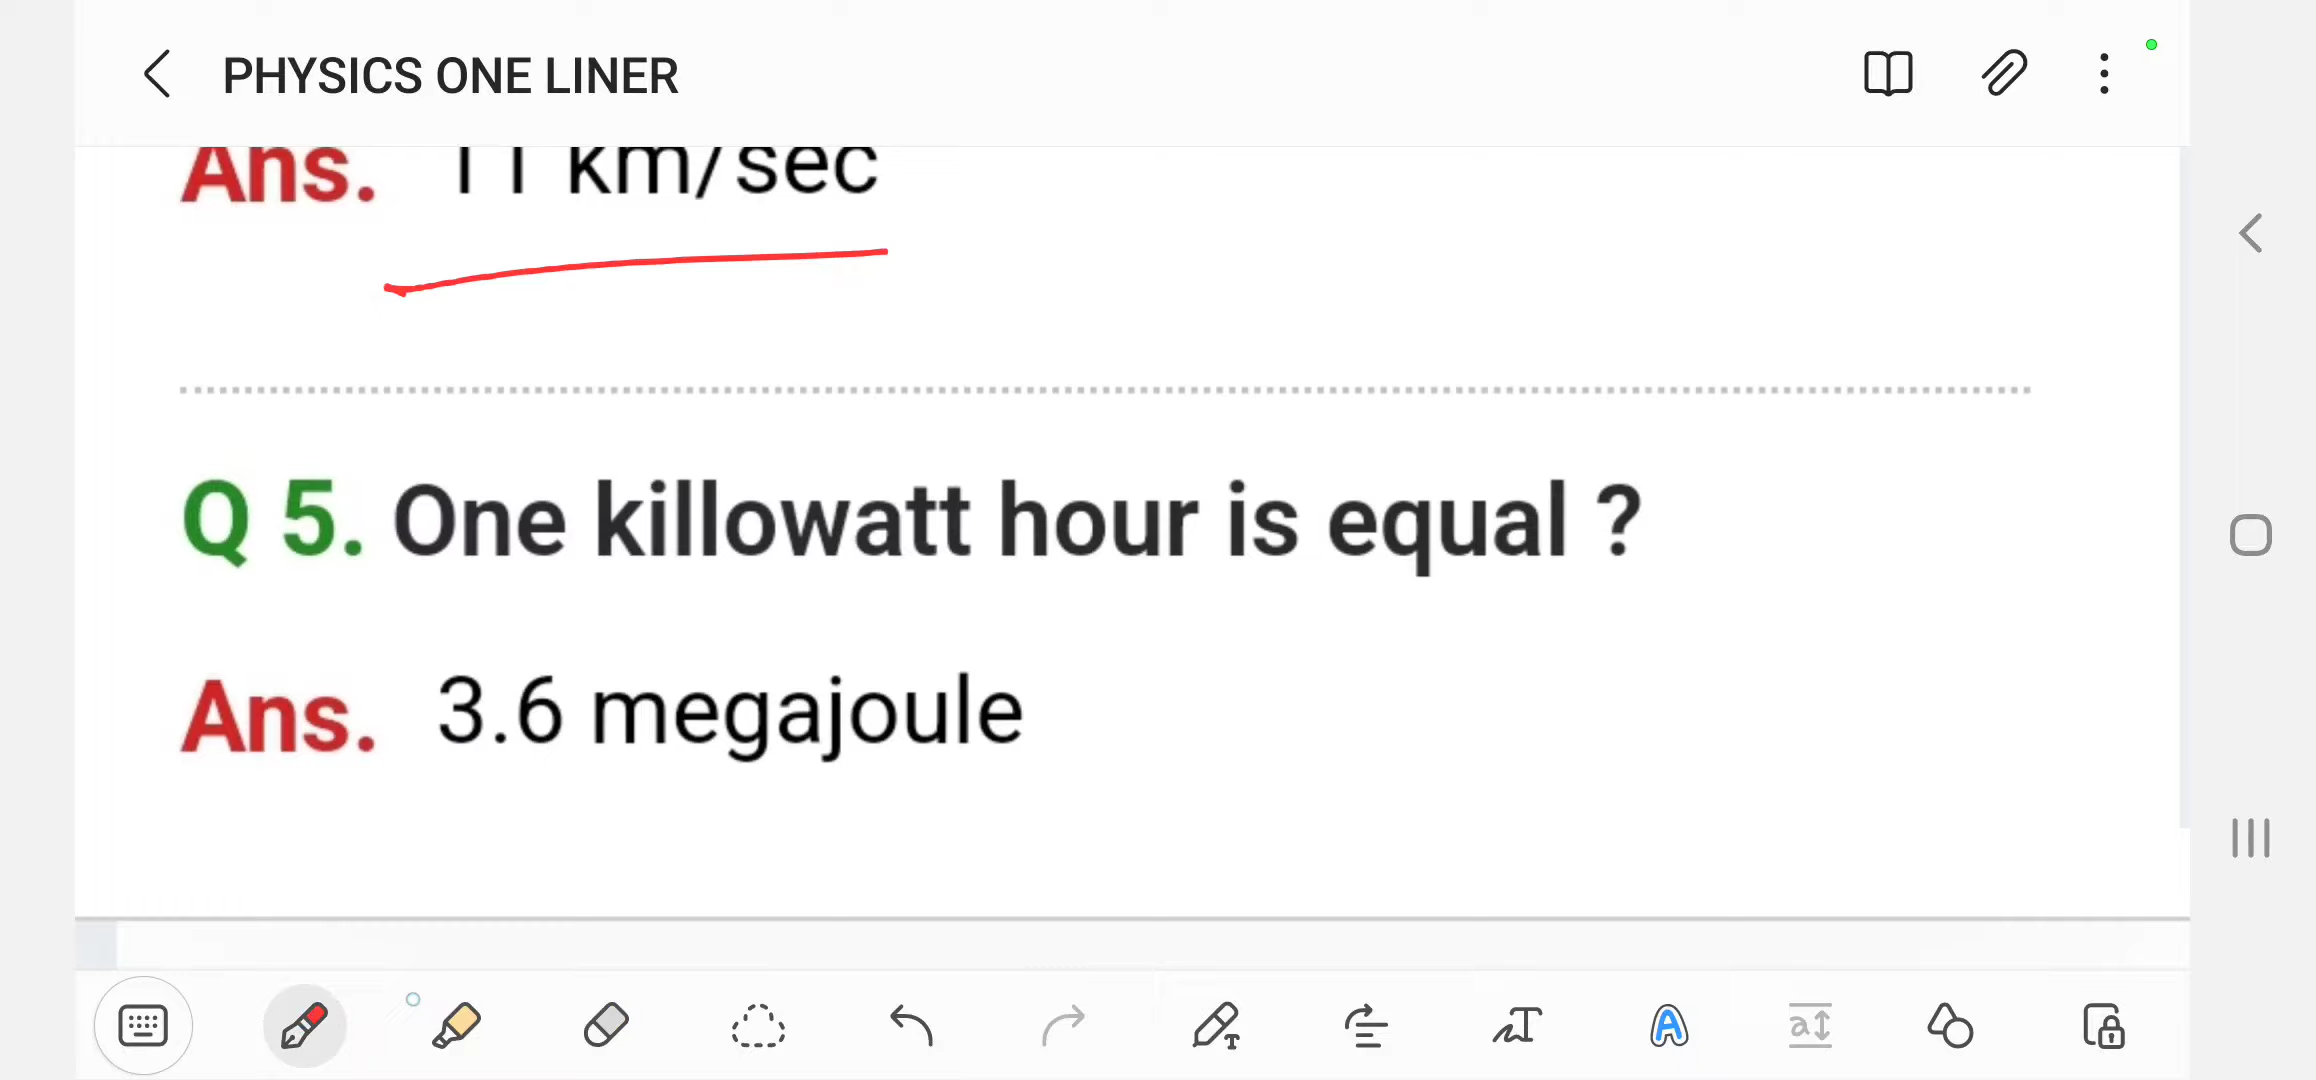 PHYSICS ONE LINER
Ans. 11 km/sec
Q 5. One killowatt hour is equal ?
Ans. 3.6 megajoule